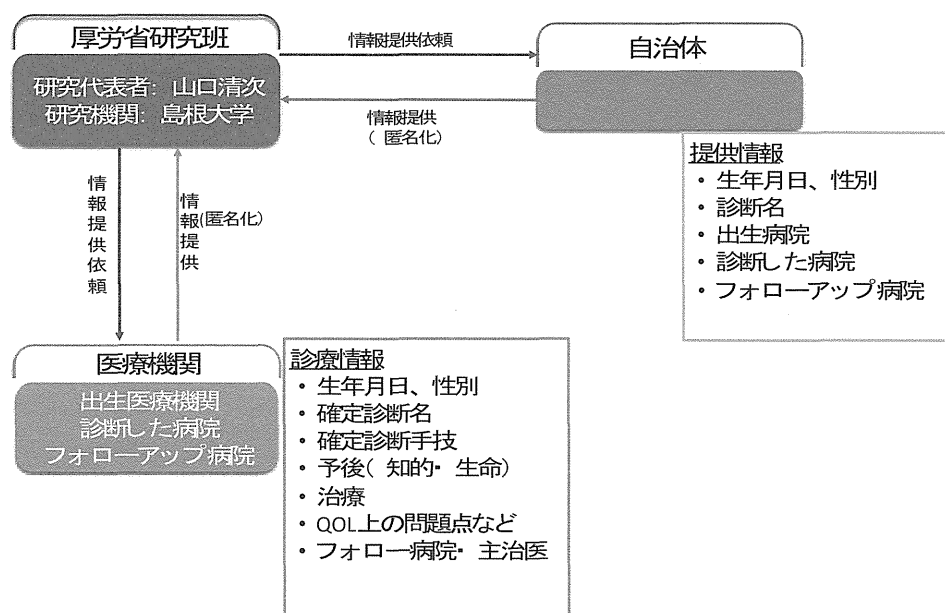 厚労省研究班
研究代表者: 山口清次
研究機関: 島根大学
情報提供依頼
自治体
情報提供
( 匿名化)
提供情報
・ 生年月日、性別
・ 診断名
・ 出生病院
・ 診断した病院
・ フォローアップ病院
情報提供依頼
情報提供
(匿名化)
医療機関
出生医療機関
診断した病院
フォローアップ病院
診療情報
・ 生年月日、性別
・ 確定診断名
・ 確定診断手技
・ 予後( 知的・ 生命)
・ 治療
・ QOL上の問題点など
・ フォロー病院・ 主治医